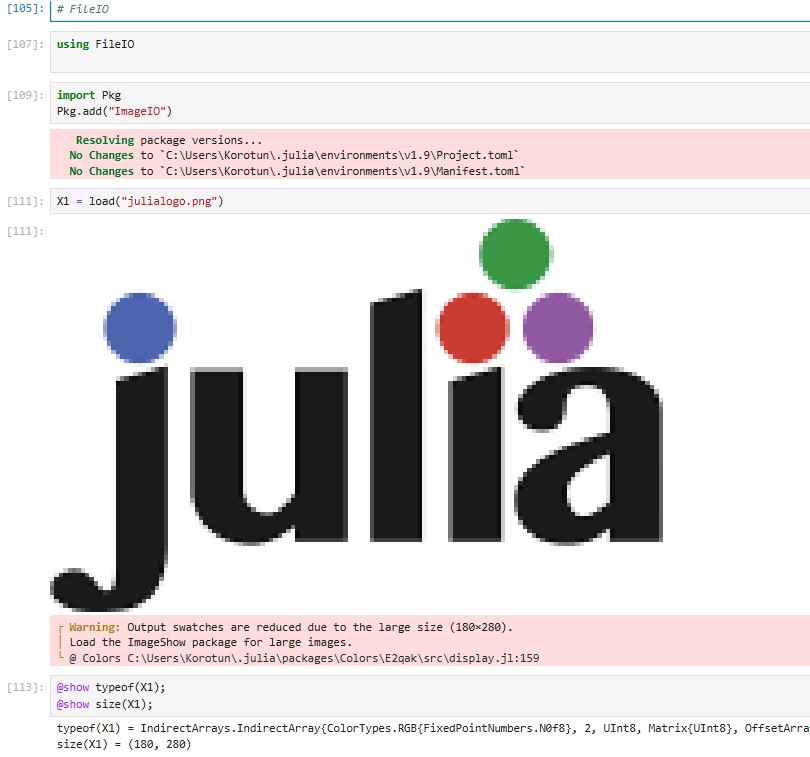 [105]: # FileIO
[107]: using FileIO
[109]: import Pkg
Pkg.add("ImageIO")
Resolving package versions...
No Changes to `C:\Users\Korotun\.julia\environments\v1.9\Project.toml`
No Changes to `C:\Users\Korotun\.julia\environments\v1.9\Manifest.toml`
[111]: X1 = load("julialogo.png")
[111]:
julia
┌ Warning: Output swatches are reduced due to the large size (180×280).
│ Load the ImageShow package for large images.
└ @ Colors C:\Users\Korotun\.julia\packages\Colors\E2qak\src\display.jl:159
[113]: @show typeof(X1);
@show size(X1);
typeof(X1) = IndirectArrays.IndirectArray{ColorTypes.RGB{FixedPointNumbers.N0f8}, 2, UInt8, Matrix{UInt8}, OffsetArra
size(X1) = (180, 280)